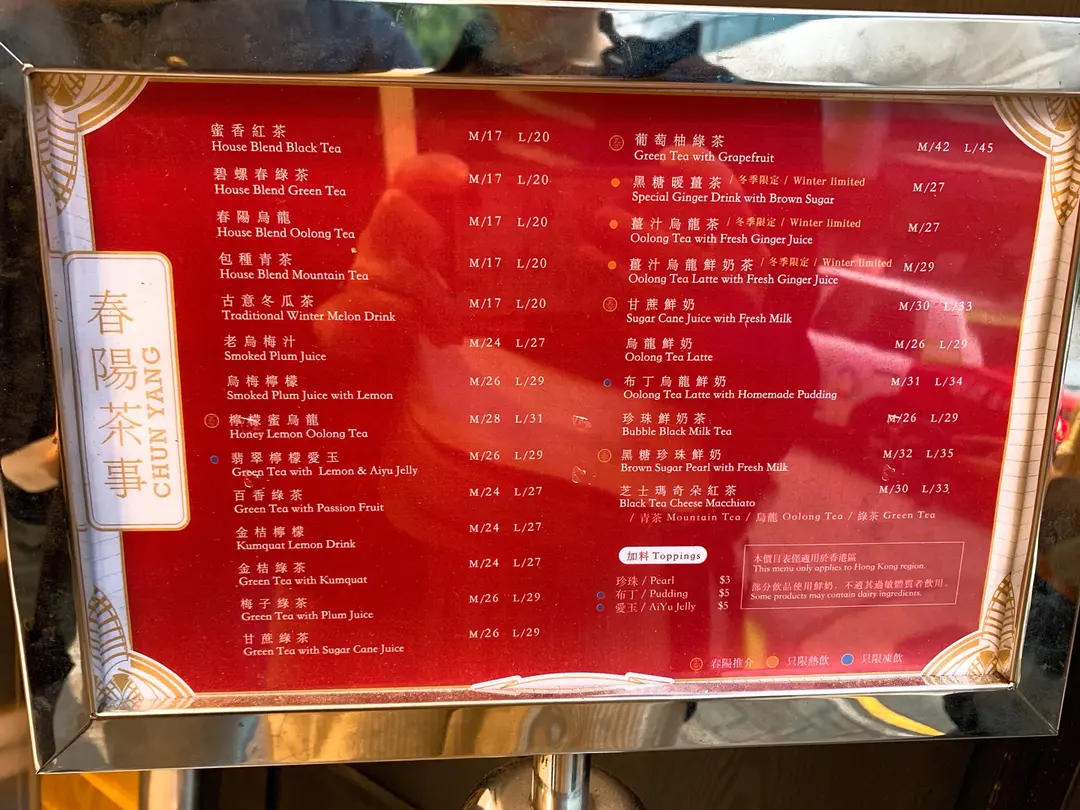 春陽茶事
CHUN YANG
蜜香紅茶 M/17 L/20
House Blend Black Tea
碧螺春綠茶 M/17 L/20
House Blend Green Tea
春陽烏龍 M/17 L/20
House Blend Oolong Tea
包種青茶 M/17 L/20
House Blend Mountain Tea
古意冬瓜茶 M/17 L/20
Traditional Winter Melon Drink
老烏梅汁 M/24 L/27
Smoked Plum Juice
烏梅檸檬 M/26 L/29
Smoked Plum Juice with Lemon
檸檬蜜烏龍 M/28 L/31
Honey Lemon Oolong Tea
翡翠檸檬愛玉 M/26 L/29
Green Tea with Lemon & Aiyu Jelly
百香綠茶 M/24 L/27
Green Tea with Passion Fruit
金桔檸檬 M/24 L/27
Kumquat Lemon Drink
金桔綠茶 M/24 L/27
Green Tea with Kumquat
梅子綠茶 M/26 L/29
Green Tea with Plum Juice
甘蔗綠茶 M/26 L/29
Green Tea with Sugar Cane Juice
葡萄柚綠茶 M/42 L/45
Green Tea with Grapefruit
黑糖暖薑茶 / 冬季限定 / Winter limited M/27
Special Ginger Drink with Brown Sugar
薑汁烏龍茶 / 冬季限定 / Winter limited M/27
Oolong Tea with Fresh Ginger Juice
薑汁烏龍鮮奶茶 / 冬季限定 / Winter limited M/29
Oolong Tea Latte with Fresh Ginger Juice
甘蔗鮮奶 M/30 L/33
Sugar Cane Juice with Fresh Milk
烏龍鮮奶 M/26 L/29
Oolong Tea Latte
布丁烏龍鮮奶 M/31 L/34
Oolong Tea Latte with Homemade Pudding
珍珠鮮奶茶 M/26 L/29
Bubble Black Milk Tea
黑糖珍珠鮮奶 M/32 L/35
Brown Sugar Pearl with Fresh Milk
芝士瑪奇朵紅茶 M/30 L/33
Black Tea Cheese Macchiato
/ 青茶 Mountain Tea / 烏龍 Oolong Tea / 綠茶 Green Tea
加料 Toppings
珍珠 / Pearl $3
布丁 / Pudding $5
愛玉 / AiYu Jelly $5
本價目表僅適用於香港區
This menu only applies to Hong Kong region.
部分飲品使用鮮奶，不適其過敏體質者飲用。
Some products may contain dairy ingredients.
春陽推介 只限熱飲 只限凍飲